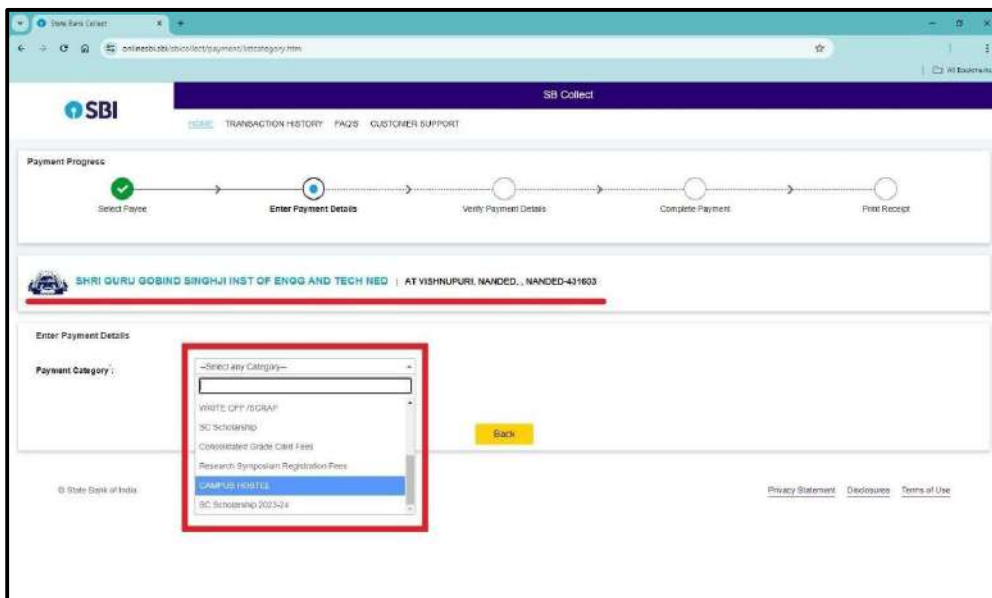 State Bank Collect
onlinesbi.sbi/sbicollect/payment/listcategory.htm
All Bookmarks
SBI
SB Collect
HOME TRANSACTION HISTORY FAQ'S CUSTOMER SUPPORT
Payment Progress
Select Payee Enter Payment Details Verify Payment Details Complete Payment Print Receipt
SHRI GURU GOBIND SINGHJI INST OF ENGG AND TECH NED | AT VISHNUPURI, NANDED, , NANDED-431603
Enter Payment Details
Payment Category :
--Select any Category--
WRITE OFF /SCRAP
SC Scholarship
Consolidated Grade Card Fees
Research Symposium Registration Fees
CAMPUS HOSTEL
SC Scholarship 2023-24
Back
© State Bank of India
Privacy Statement Disclosures Terms of Use